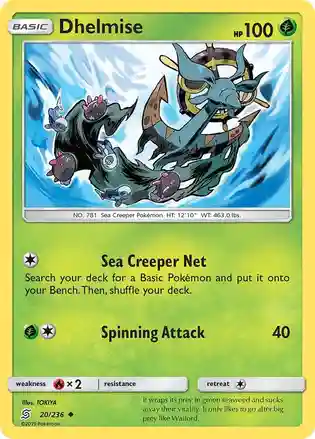 BASIC Dhelmise HP100
NO. 781 Sea Creeper Pokémon HT: 12'10" WT: 463.0 lbs.
Sea Creeper Net
Search your deck for a Basic Pokémon and put it onto
your Bench. Then, shuffle your deck.
Spinning Attack 40
weakness ×2 resistance retreat
Illus. TOKIYA
20/236
©2019 Pokémon
It wraps its prey in green seaweed and sucks
away their vitality. It only likes to go after big
prey like Wailord.